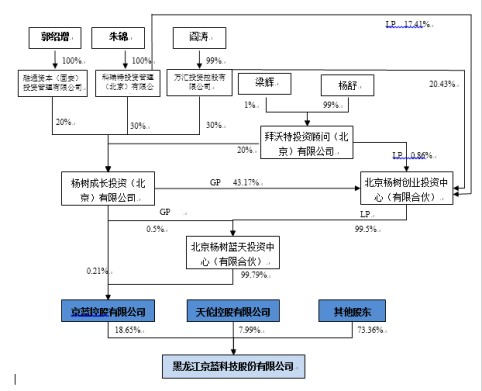 LP 17.41%
郭绍增
朱锦
阎涛
100%
100%
99%
融通资本（固安）
投资管理有限公司
科瑞特投资管理
（北京）有限公
万汇投资控股有
限公司
梁辉
杨舒
20.43%
1%
99%
20%
30%
30%
拜沃特投资顾问（北
京）有限公司
20%
LP 0.86%
杨树成长投资（北
京）有限公司
GP 43.17%
北京杨树创业投资中
心（有限合伙）
GP
LP
0.5%
99.5%
北京杨树蓝天投资中
心（有限合伙）
0.21%
99.79%
京蓝控股有限公司
天伦控股有限公司
其他股东
18.65%
7.99%
73.36%
黑龙江京蓝科技股份有限公司